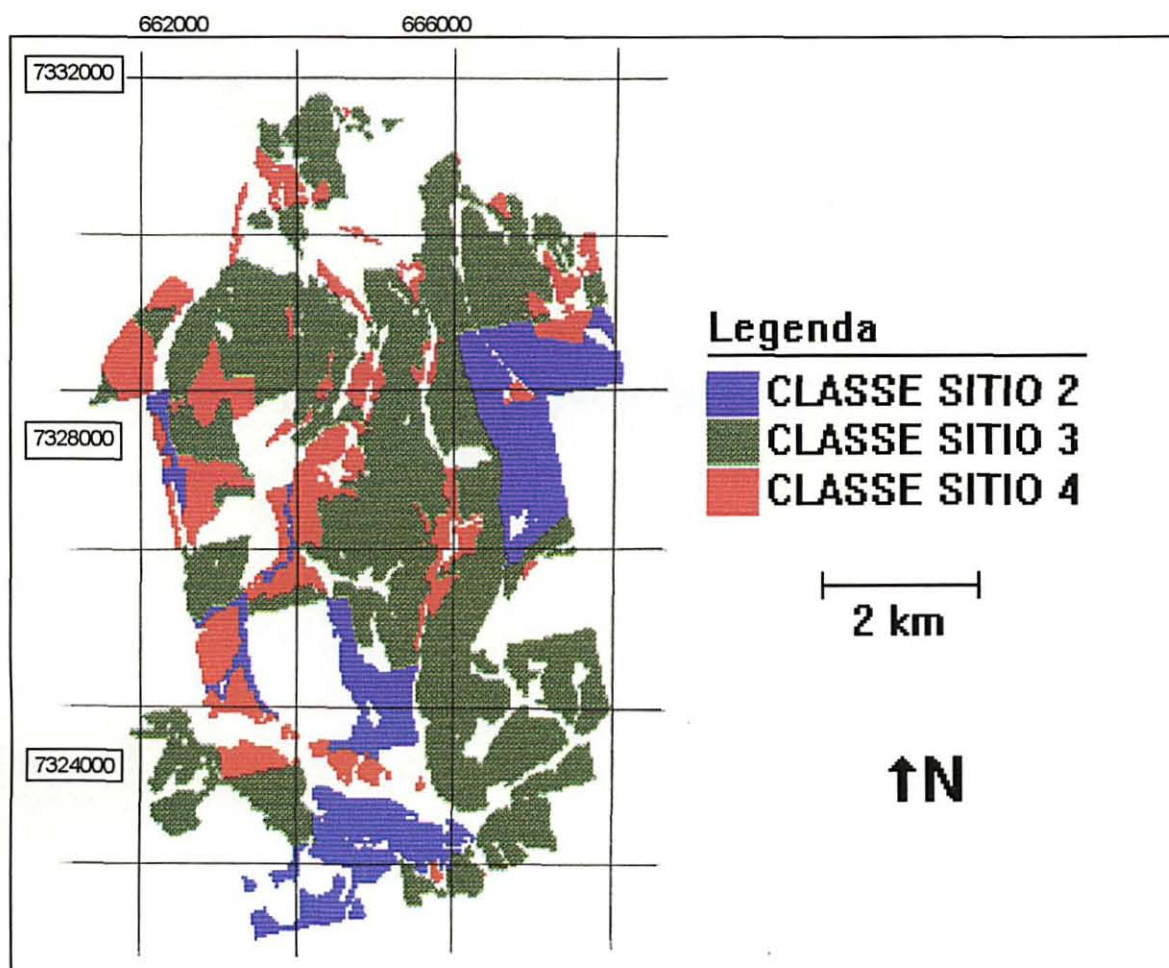 662000 666000
7332000
Legenda
CLASSE SITIO 2
CLASSE SITIO 3
7328000
CLASSE SITIO 4
2 km
7324000
↑N